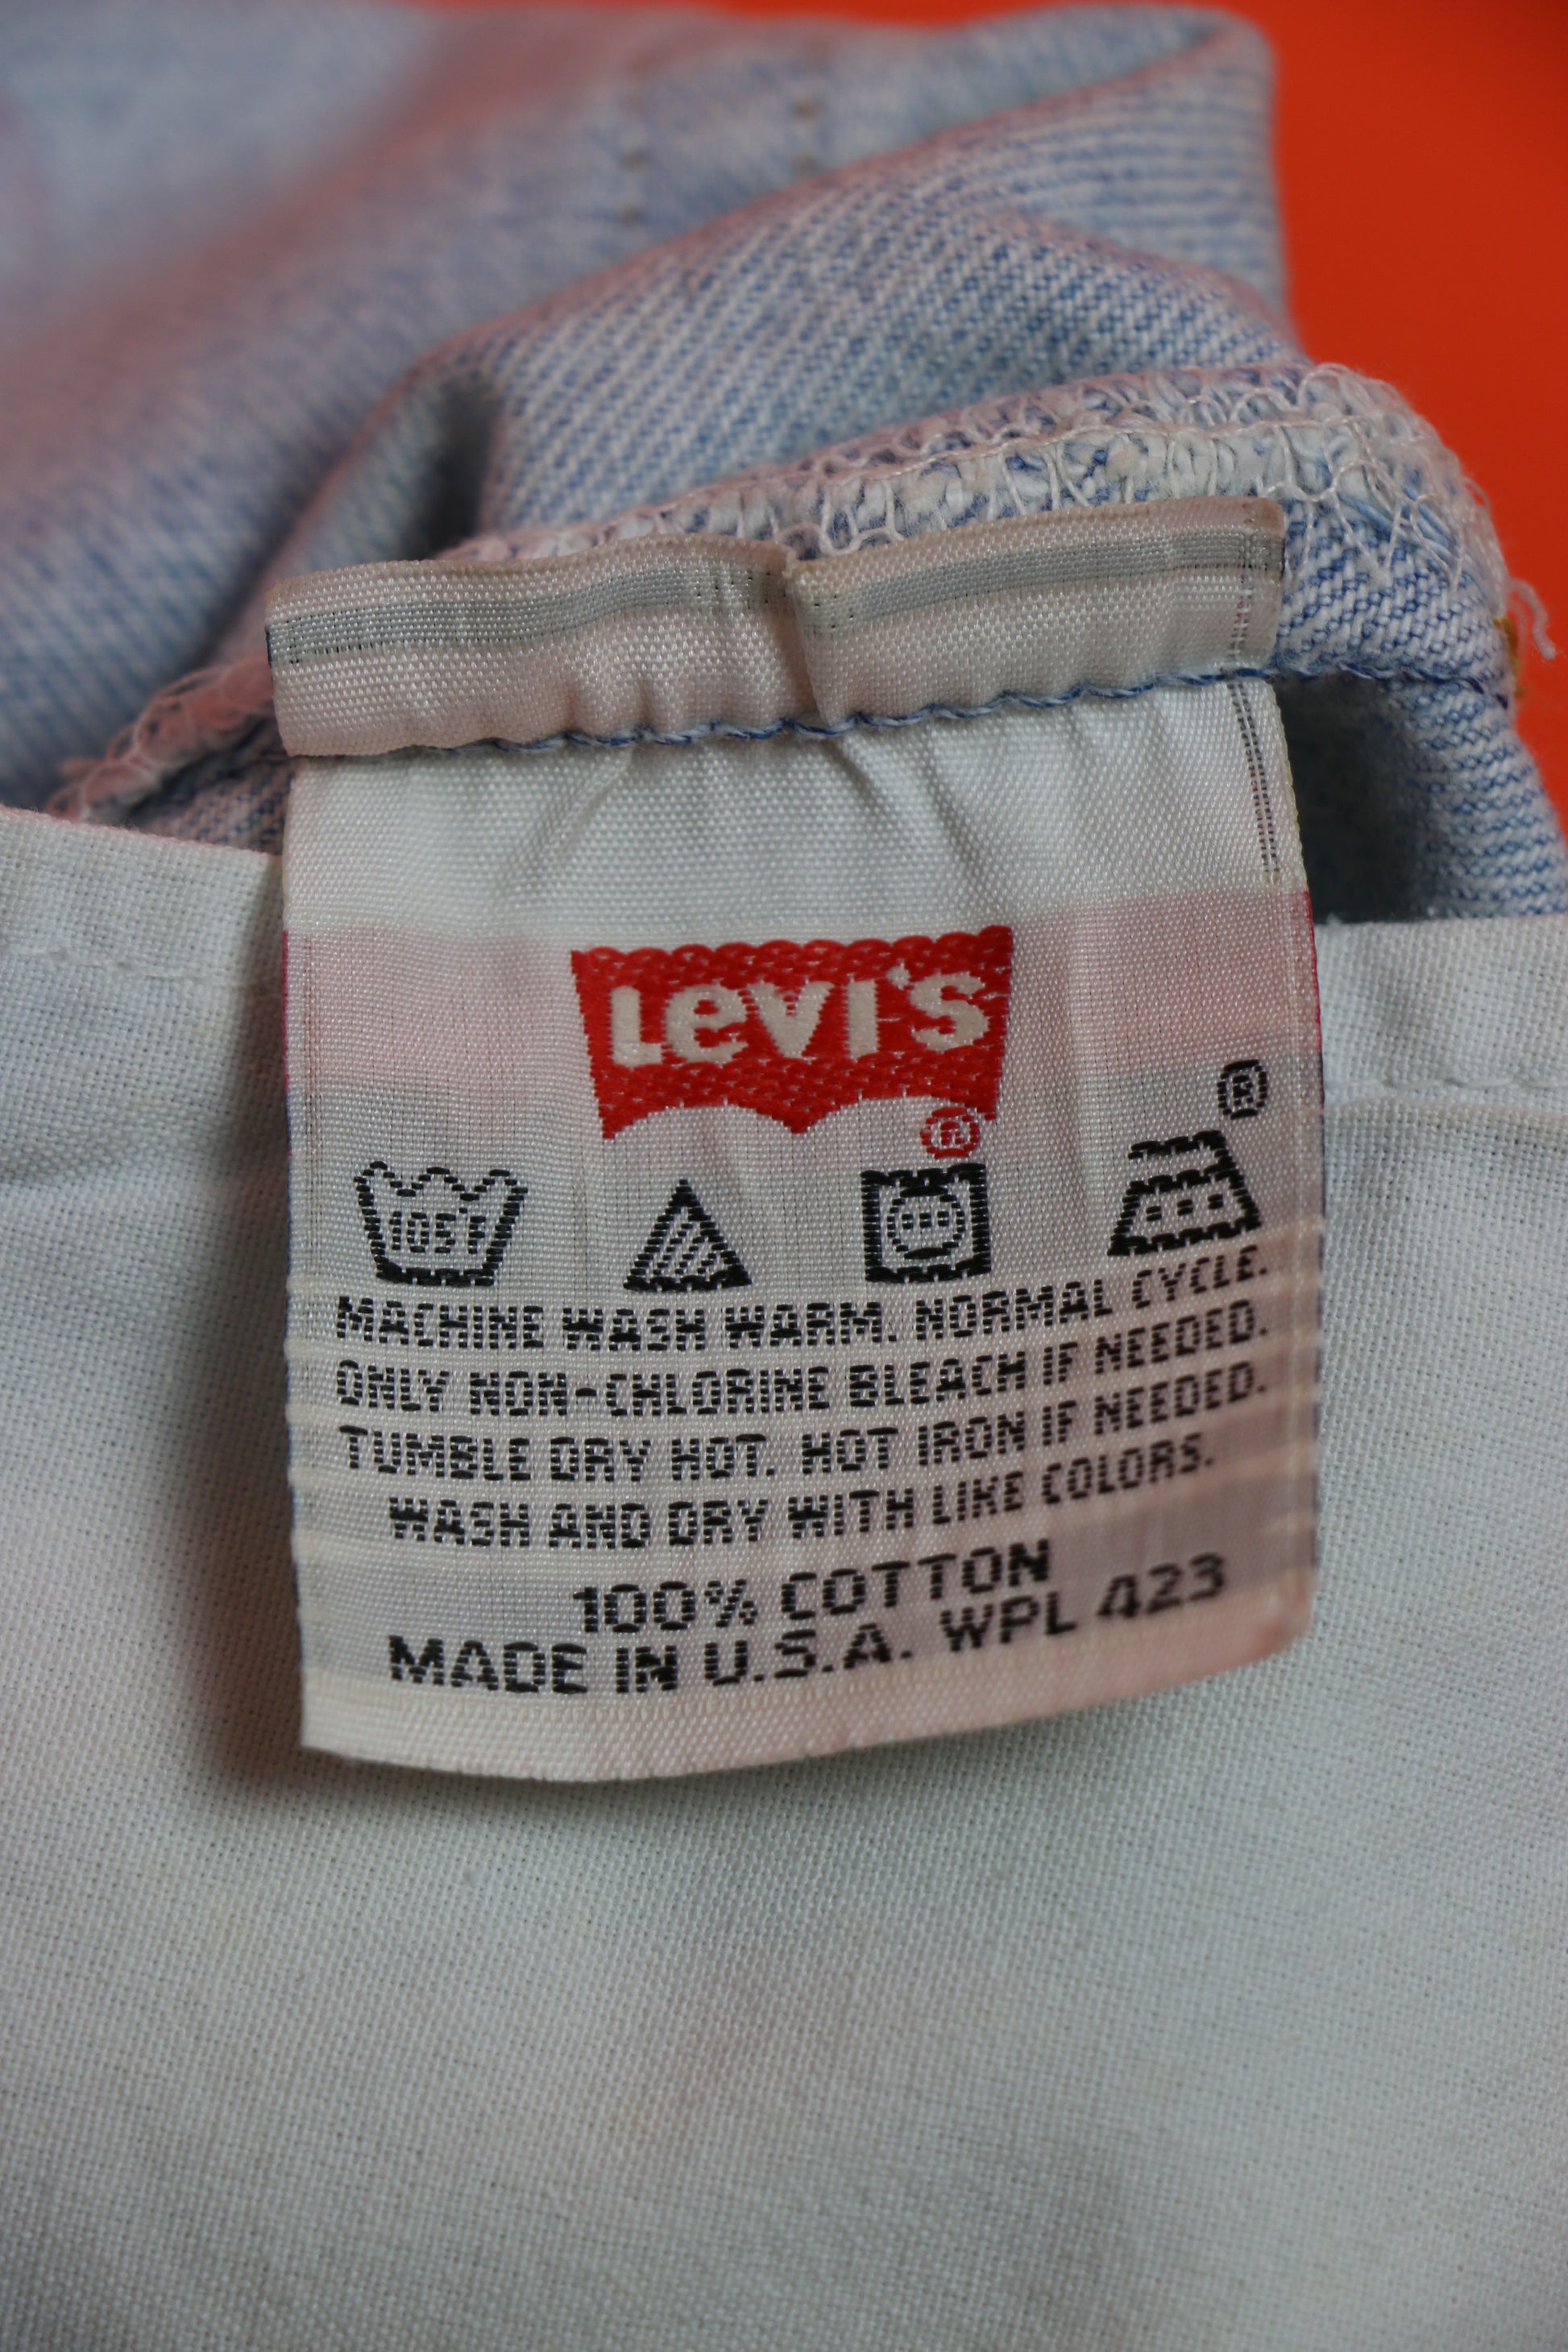 Levi's
®
®
105°F
MACHINE WASH WARM. NORMAL CYCLE.
ONLY NON-CHLORINE BLEACH IF NEEDED.
TUMBLE DRY HOT. HOT IRON IF NEEDED.
WASH AND DRY WITH LIKE COLORS.
100% COTTON
MADE IN U.S.A. WPL 423